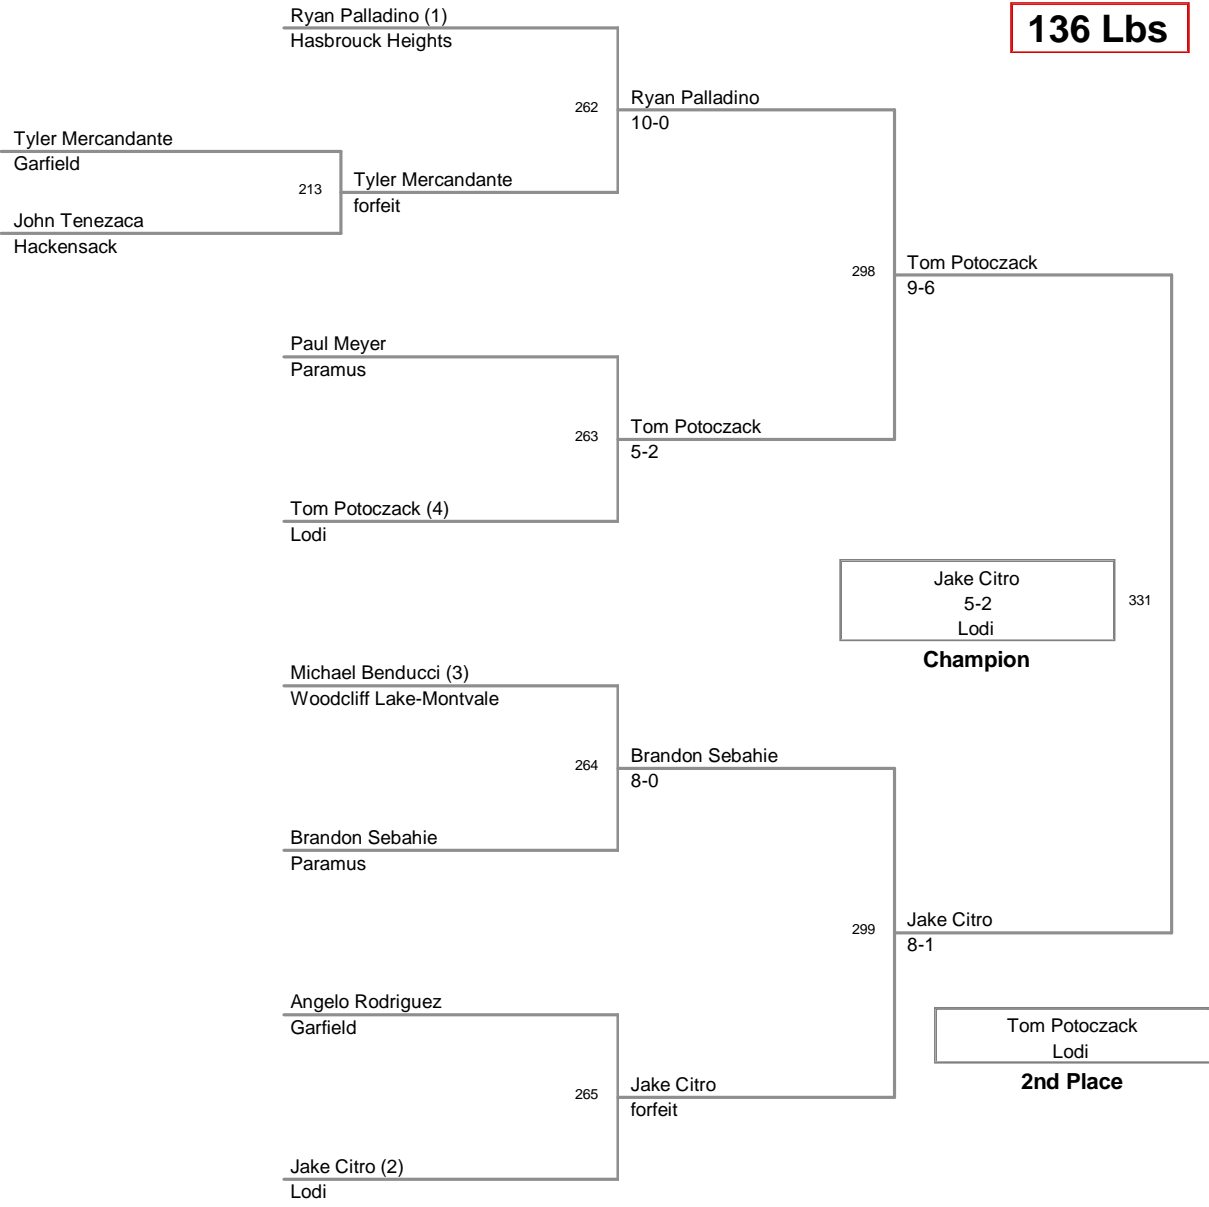 Ryan Palladino (1)
Hasbrouck Heights
136 Lbs
262
Ryan Palladino
10-0
Tyler Mercandante
Garfield
213
Tyler Mercandante
forfeit
John Tenezaca
Hackensack
298
Tom Potoczack
9-6
Paul Meyer
Paramus
263
Tom Potoczack
5-2
Tom Potoczack (4)
Lodi
Jake Citro
5-2
Lodi
331
Champion
Michael Benducci (3)
Woodcliff Lake-Montvale
264
Brandon Sebahie
8-0
Brandon Sebahie
Paramus
299
Jake Citro
8-1
Angelo Rodriguez
Garfield
Tom Potoczack
Lodi
2nd Place
265
Jake Citro
forfeit
Jake Citro (2)
Lodi